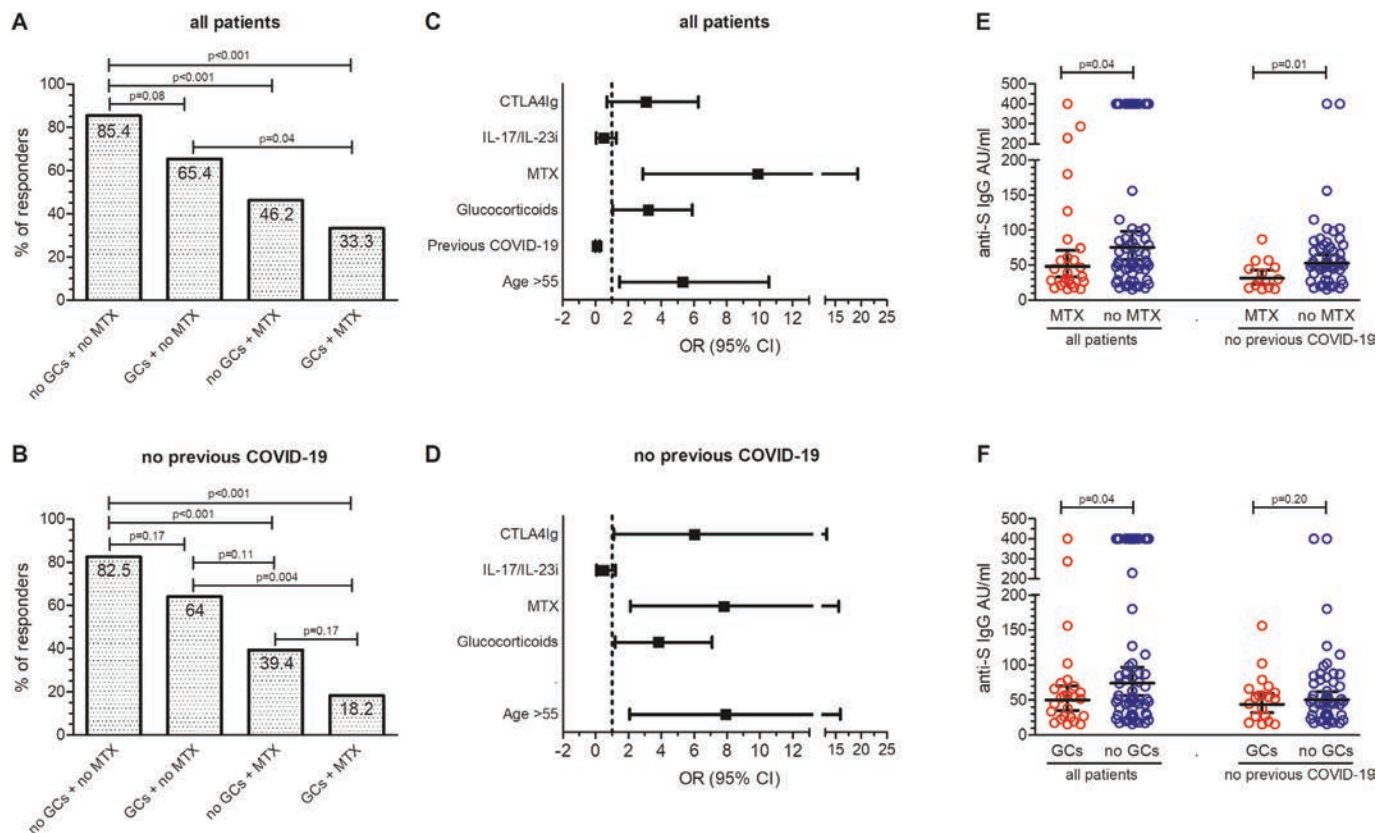 A
all patients
p<0.001
p<0.001
p=0.08
p=0.04
% of responders
100
80
60
40
20
0
85.4
65.4
46.2
33.3
no GCs + no MTX
GCs + no MTX
no GCs + MTX
GCs + MTX
C
all patients
CTLA4Ig
IL-17/IL-23i
MTX
Glucocorticoids
Previous COVID-19
Age >55
-2 0 2 4 6 8 10 12 15 20 25
OR (95% CI)
E
p=0.04
p=0.01
anti-S IgG AU/ml
500
400
300
200
200
150
100
50
0
MTX no MTX MTX no MTX
all patients no previous COVID-19
B
no previous COVID-19
p<0.001
p<0.001
p=0.17
p=0.11
p=0.004
p=0.17
% of responders
100
80
60
40
20
0
82.5
64
39.4
18.2
no GCs + no MTX
GCs + no MTX
no GCs + MTX
GCs + MTX
D
no previous COVID-19
CTLA4Ig
IL-17/IL-23i
MTX
Glucocorticoids
Age >55
-2 0 2 4 6 8 10 12 15 20 25
OR (95% CI)
F
p=0.04
p=0.20
anti-S IgG AU/ml
500
400
300
200
200
150
100
50
0
GCs no GCs GCs no GCs
all patients no previous COVID-19